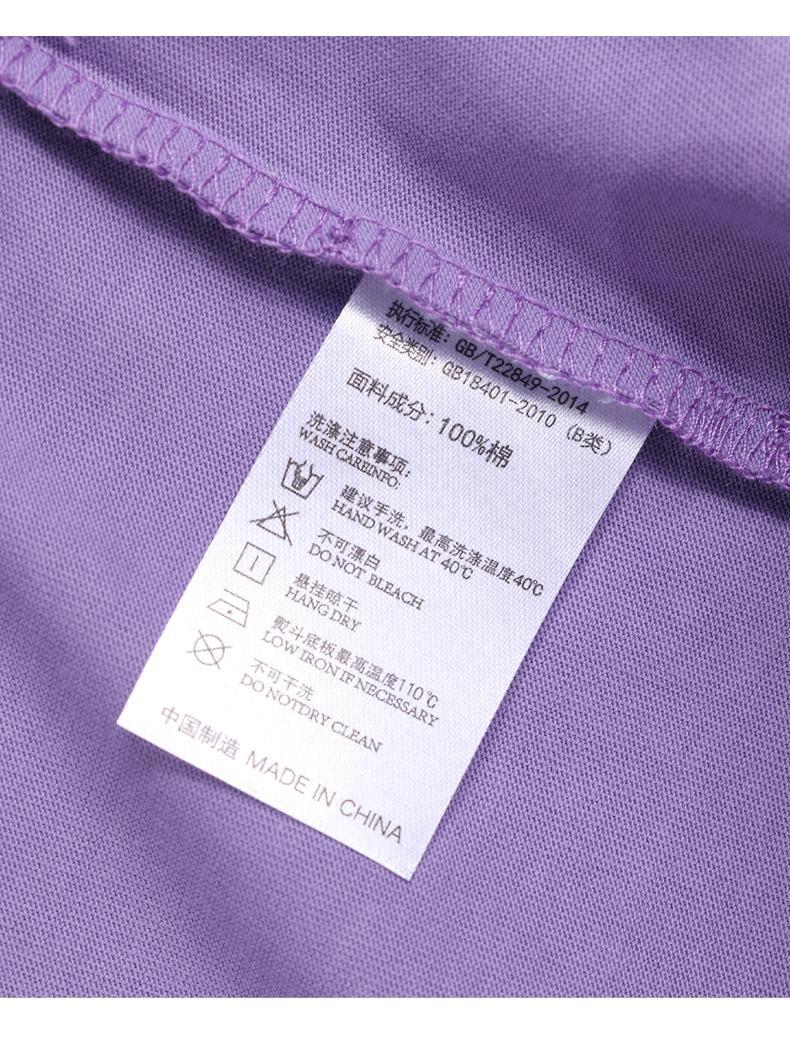 执行标准：GB/T22849-2014
安全类别：GB18401-2010（B类）
面料成分：100%棉
洗涤注意事项：
WASH CAREINFO:
建议手洗，最高洗涤温度40℃
HAND WASH AT 40℃
不可漂白
DO NOT BLEACH
悬挂晾干
HANG DRY
熨斗底板最高温度110℃
LOW IRON IF NECESSARY
不可干洗
DO NOTDRY CLEAN
中国制造 MADE IN CHINA